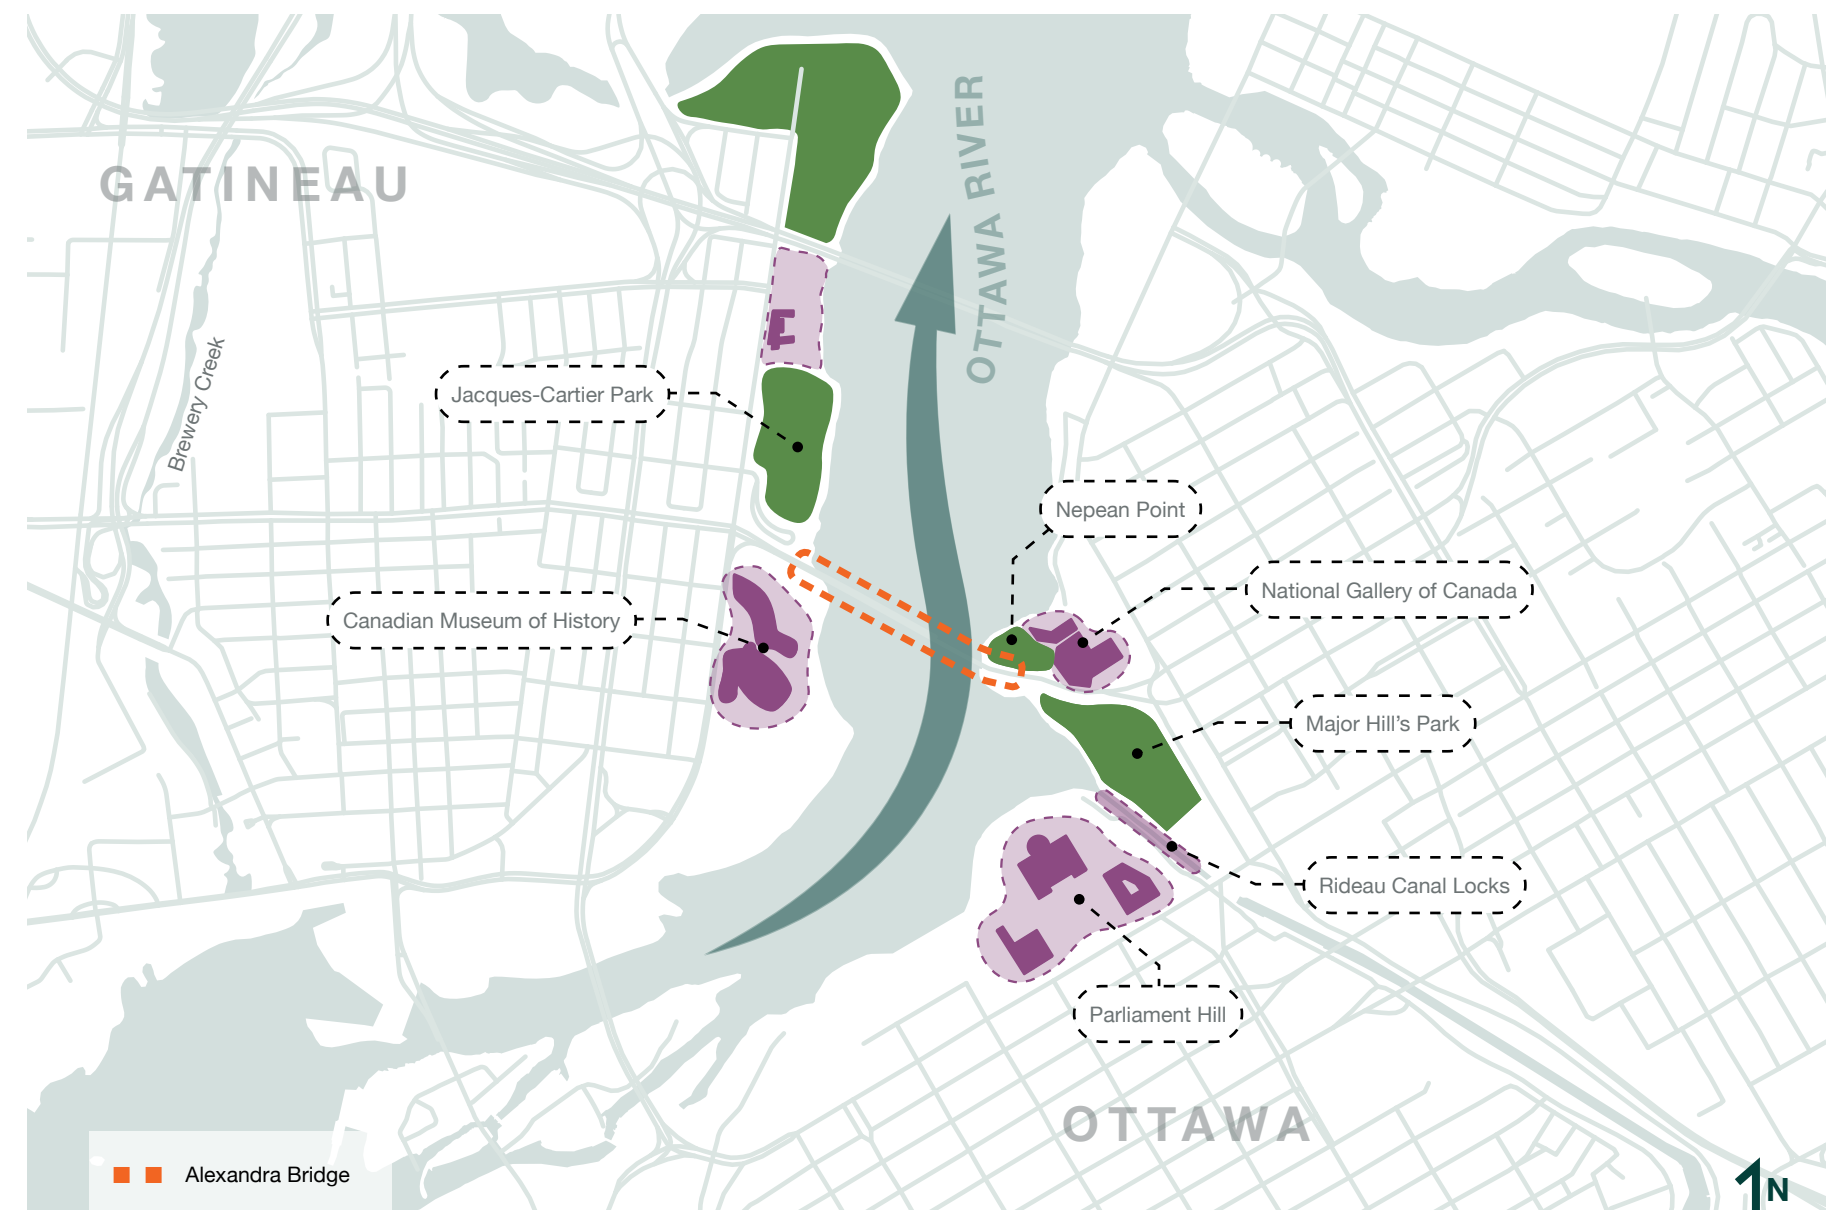 GATINEAU
OTTAWA RIVER
Brewery Creek
Jacques-Cartier Park
Nepean Point
National Gallery of Canada
Canadian Museum of History
Major Hill’s Park
Rideau Canal Locks
Parliament Hill
OTTAWA
Alexandra Bridge
N